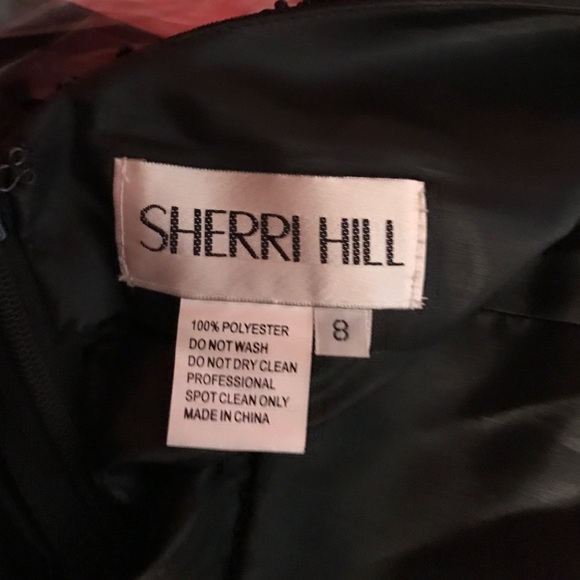 SHERRI HILL
8
100% POLYESTER
DO NOT WASH
DO NOT DRY CLEAN
PROFESSIONAL
SPOT CLEAN ONLY
MADE IN CHINA